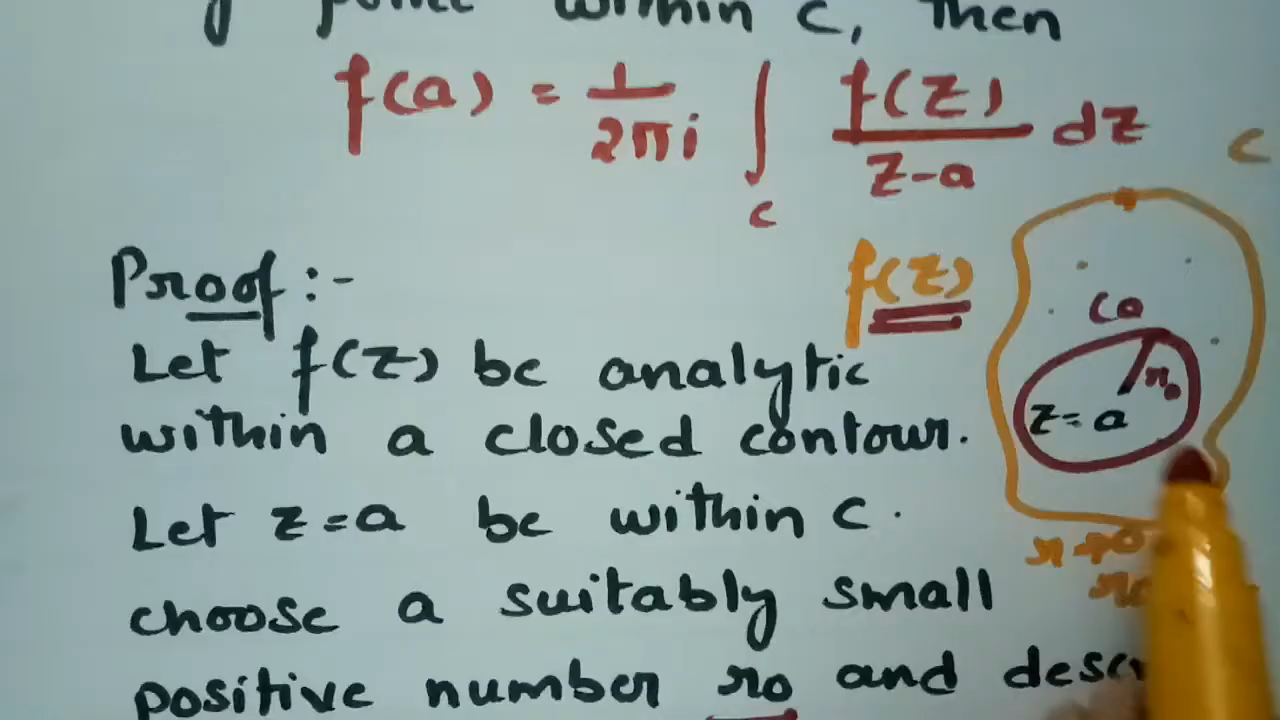 point within C, Then
f(a) = 1/2πi ∫c f(z)/z-a dz
C
Proof :-
f(z)
Let f(z) be analytic
within a closed contour.
C0
r0
z=a
Let z=a be within C.
choose a suitably small
positive number r0 and